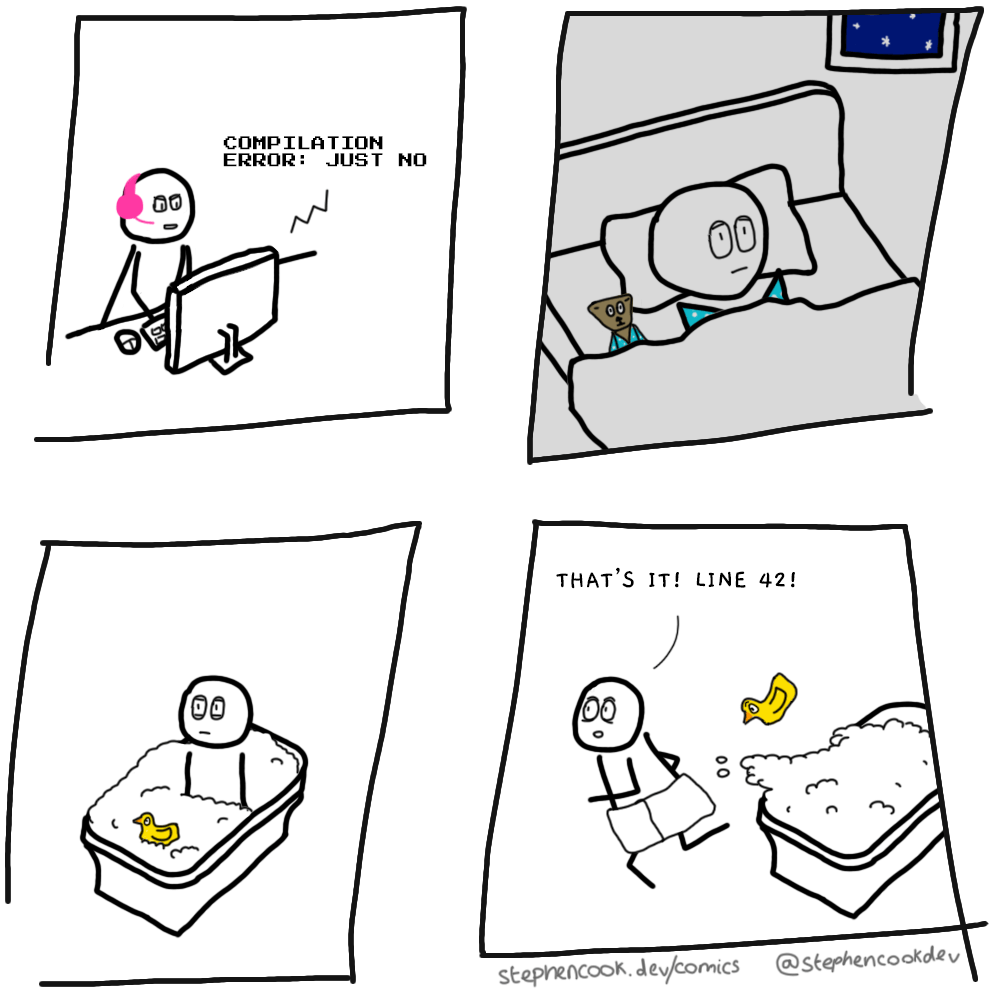 COMPILATION
ERROR: JUST NO
THAT'S IT! LINE 42!
stephencook.dev/comics @stephencookdev